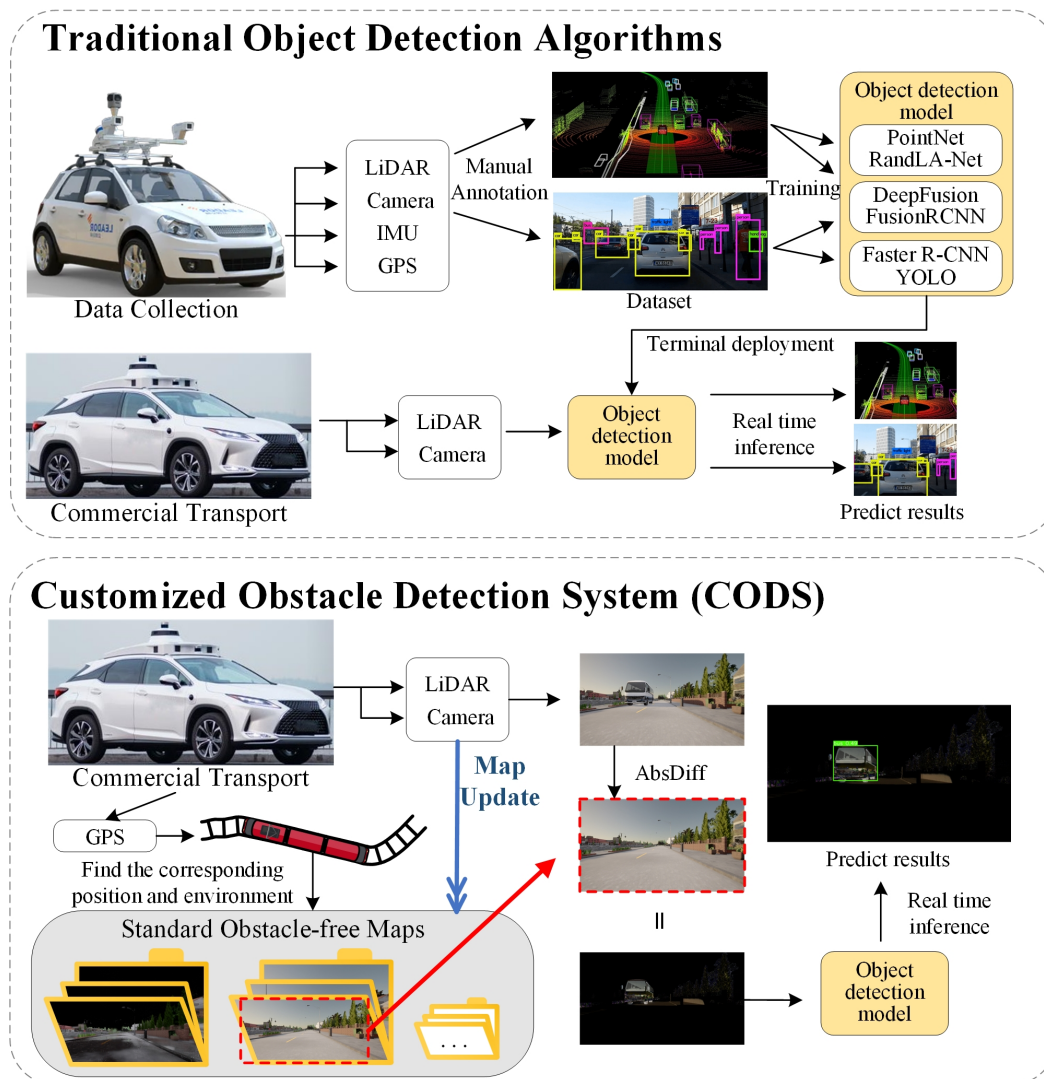 Traditional Object Detection Algorithms
LEADOR
Data Collection
LiDAR
Camera
IMU
GPS
Manual
Annotation
Dataset
Training
Object detection
model
PointNet
RandLA-Net
DeepFusion
FusionRCNN
Faster R-CNN
YOLO
Terminal deployment
Commercial Transport
LiDAR
Camera
Object
detection
model
Real time
inference
Predict results
Customized Obstacle Detection System (CODS)
Commercial Transport
LiDAR
Camera
Map
Update
AbsDiff
GPS
Find the corresponding
position and environment
Standard Obstacle-free Maps
. . .
=
Object
detection
model
Real time
inference
Predict results